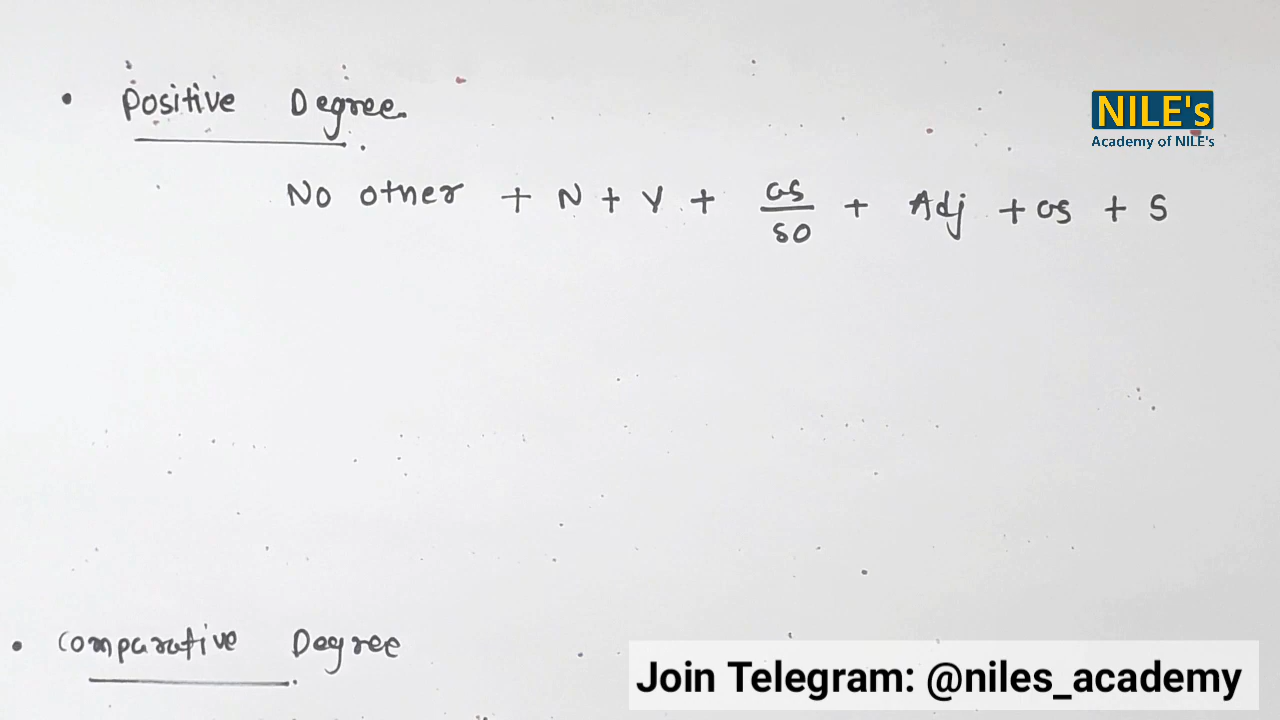 • Positive Degree.
NILE's
Academy of NILE's
No other + N + V + as/so + Adj + as + S
• Comparative Degree
Join Telegram: @niles_academy